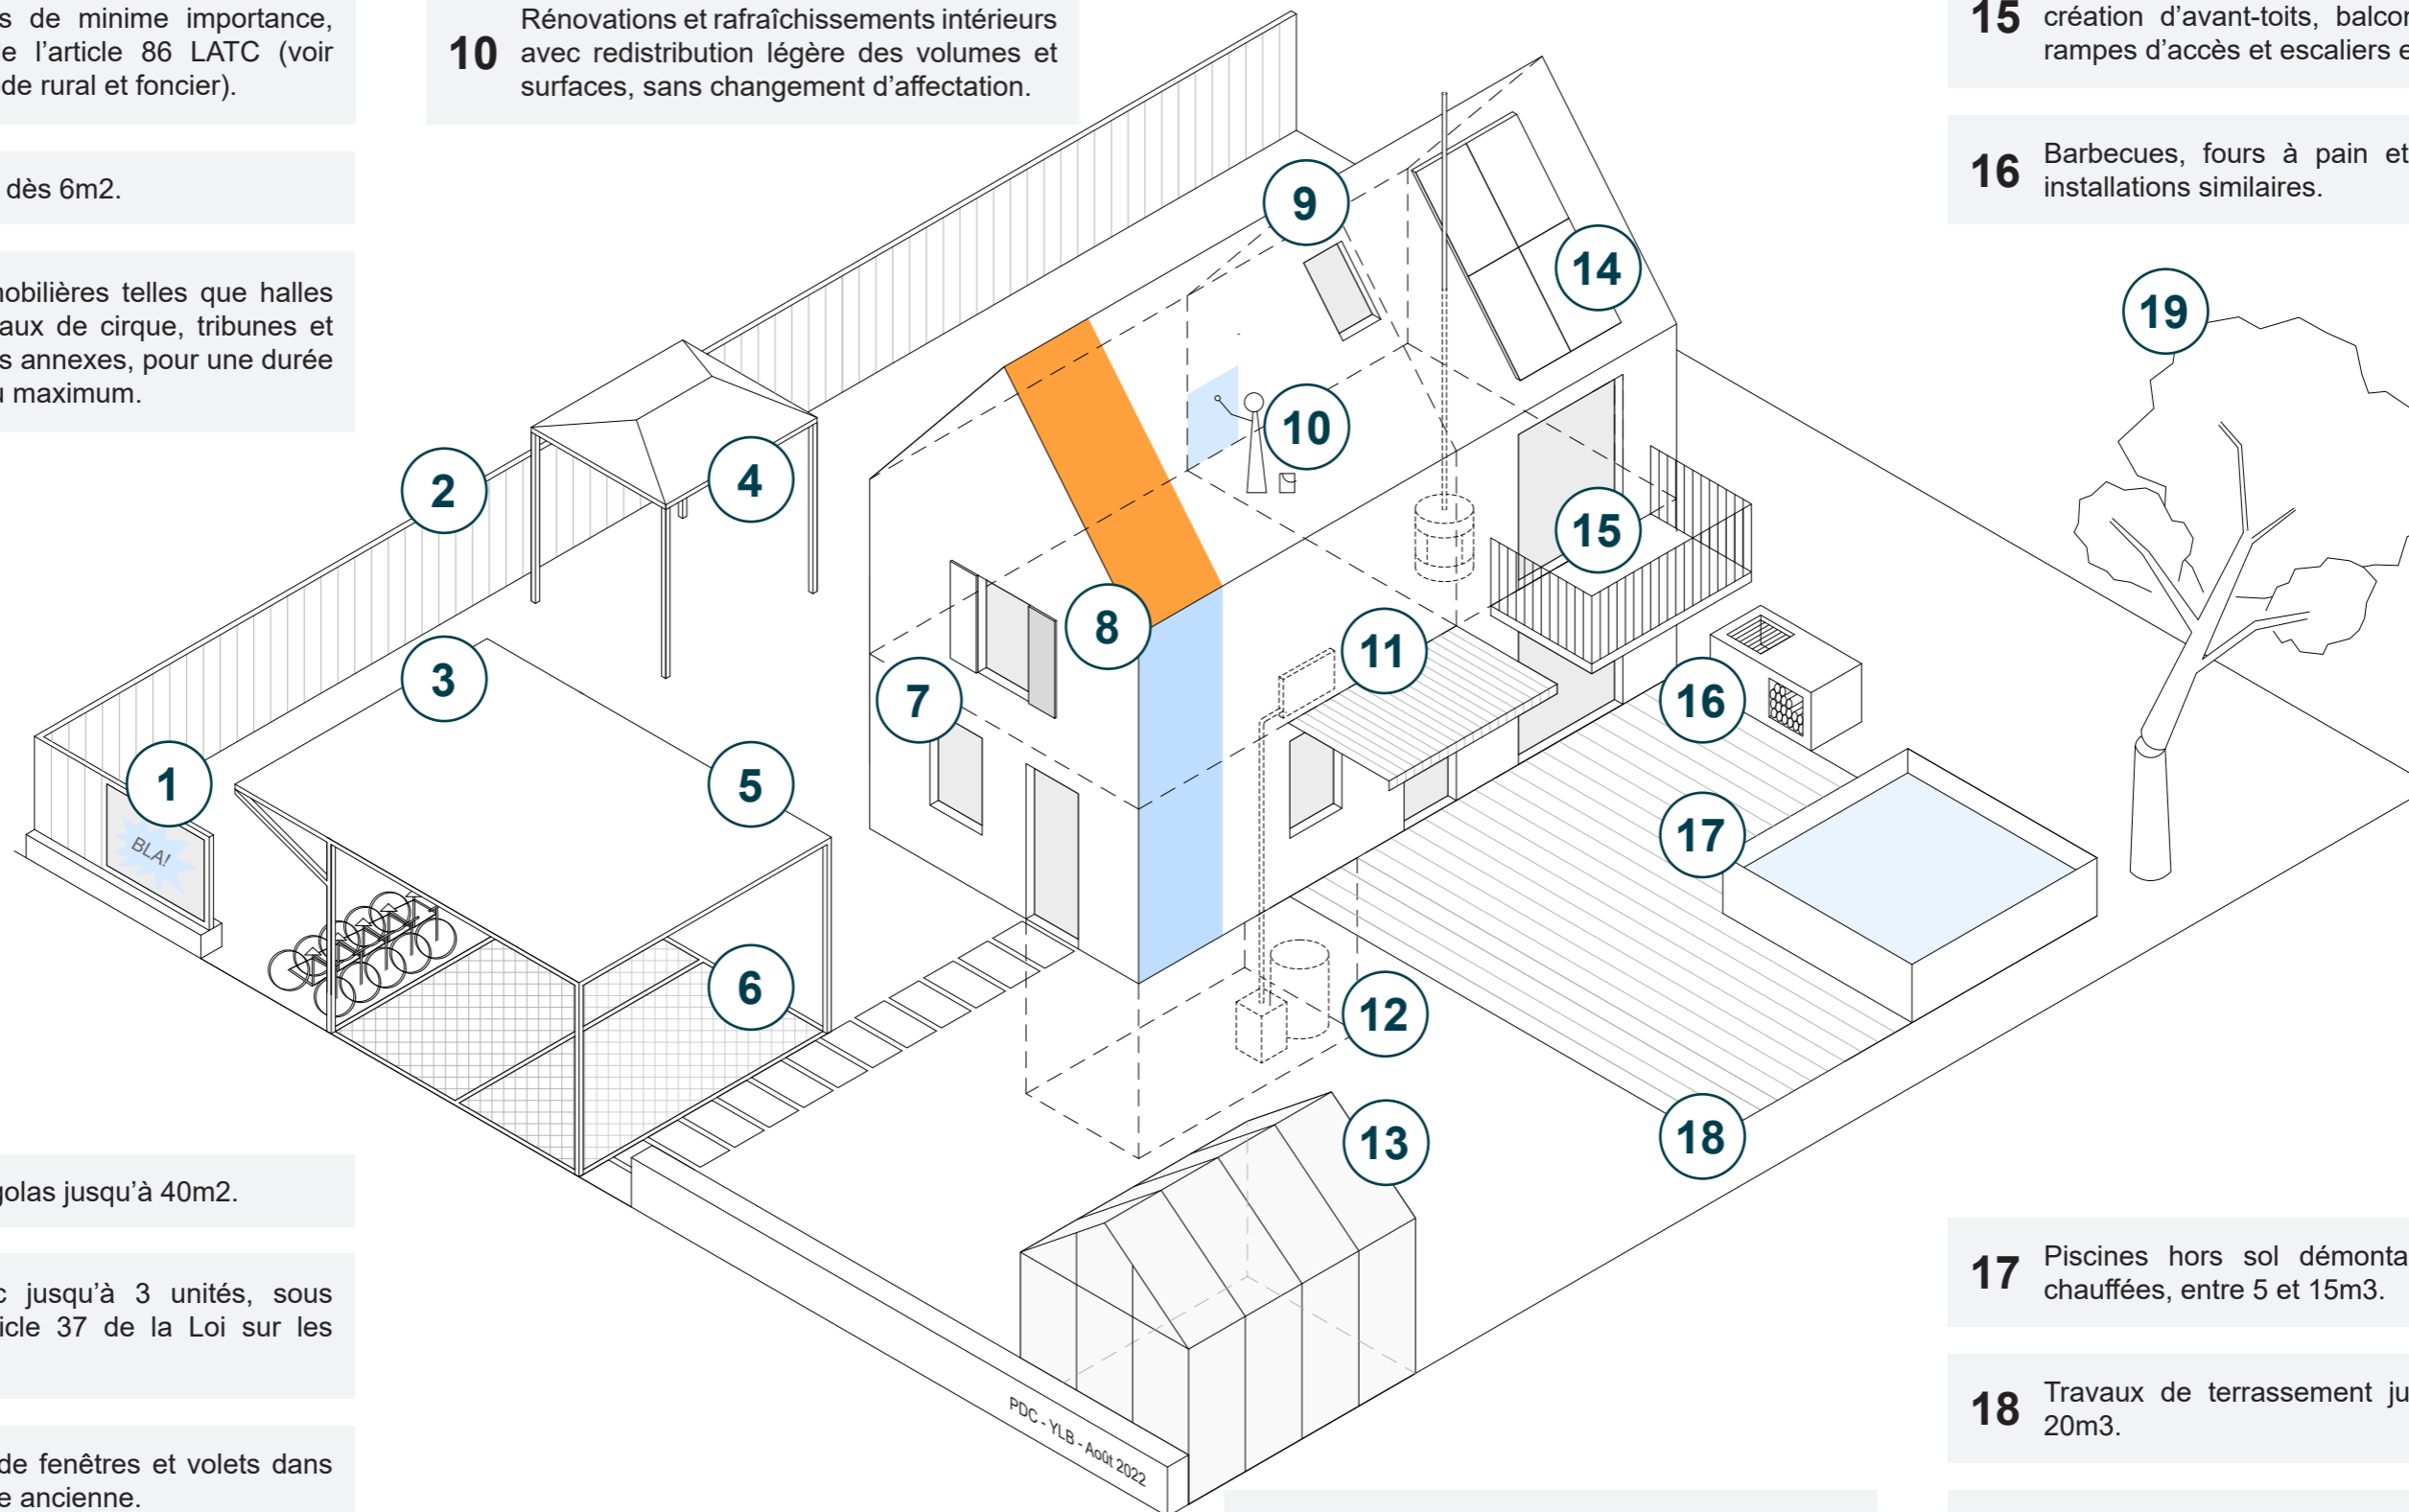 s de minime importance,
e l’article 86 LATC (voir
de rural et foncier).
dès 6m2.
nobilières telles que halles
aux de cirque, tribunes et
s annexes, pour une durée
u maximum.
10 Rénovations et rafraîchissements intérieurs
avec redistribution légère des volumes et
surfaces, sans changement d’affectation.
15 création d’avant-toits, balcon
rampes d’accès et escaliers e
16 Barbecues, fours à pain et
installations similaires.
9
14
19
10
2
4
15
8
11
3
7
16
1
5
17
BLA!
6
12
13
18
golas jusqu’à 40m2.
c jusqu’à 3 unités, sous
icle 37 de la Loi sur les
de fenêtres et volets dans
e ancienne.
PDC - YLB - Août 2022
17 Piscines hors sol démonta
chauffées, entre 5 et 15m3.
18 Travaux de terrassement ju
20m3.